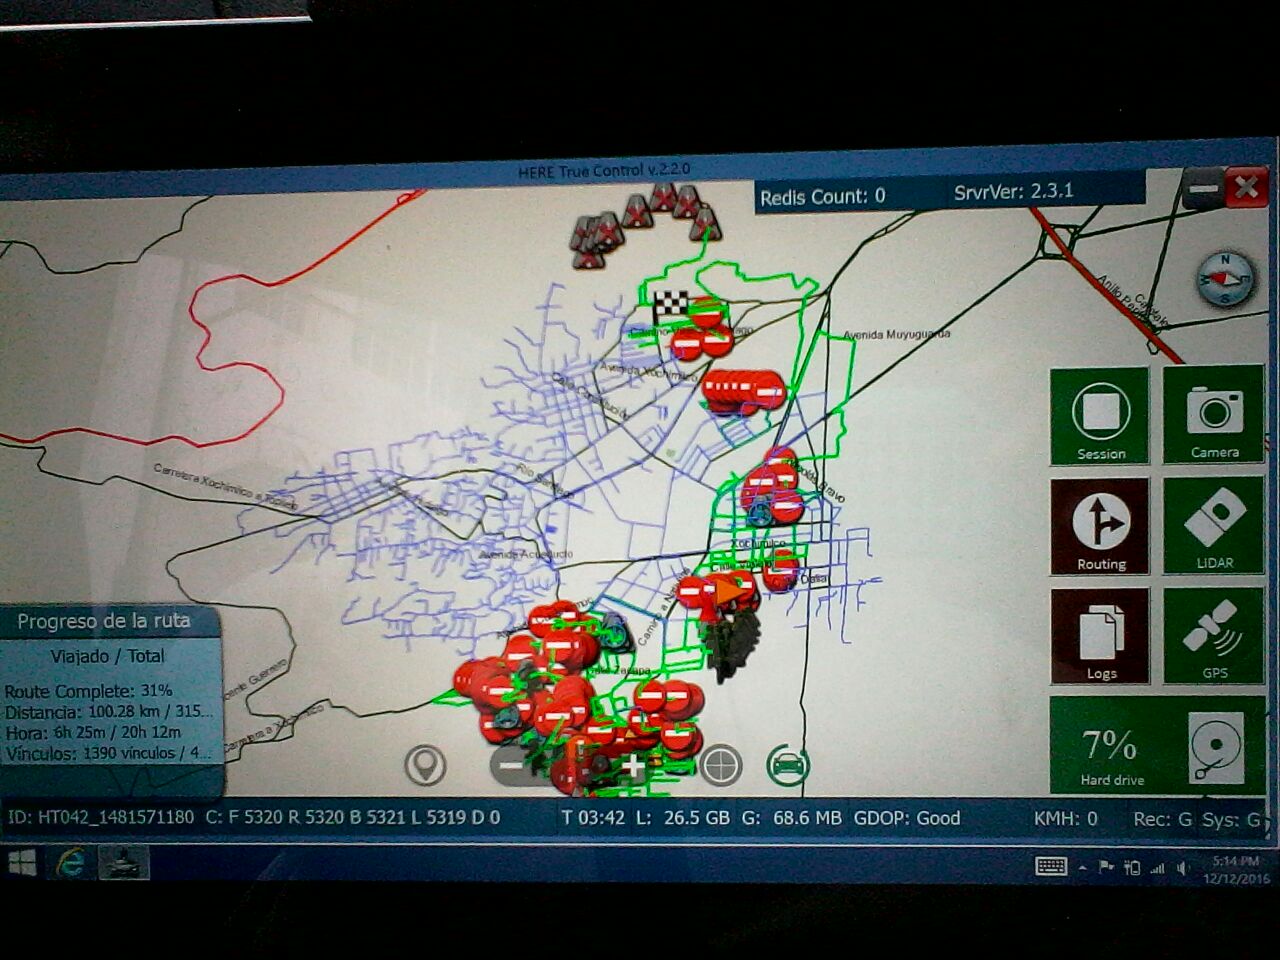 HERE True Control v.2.2.0
Redis Count: 0
SrvrVer: 2.3.1
N
E
S
W
Avenida Muyuguarda
Avenida Xochimilco
Carretera Xochimilco a
Avenida Acueducto
Xochimilco
Dalia
Camino a
Session
Camera
Routing
LIDAR
Logs
GPS
7%
Hard drive
Progreso de la ruta
Viajado / Total
Route Complete: 31%
Distancia: 100.28 km / 315...
Hora: 6h 25m / 20h 12m
Vínculos: 1390 vínculos / 4...
ID: HT042_1481571180 C: F 5320 R 5320 B 5321 L 5319 D 0
T 03:42 L: 26.5 GB G: 68.6 MB GDOP: Good
KMH: 0
Rec: G Sys: G
5:14 PM
12/12/2016